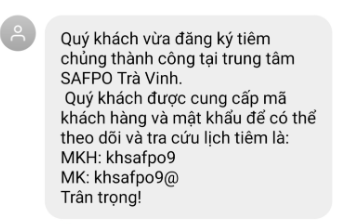 Quý khách vừa đăng ký tiêm
chủng thành công tại trung tâm
SAFPO Trà Vinh.
Quý khách được cung cấp mã
khách hàng và mật khẩu để có thể
theo dõi và tra cứu lịch tiêm là:
MKH: khsafpo9
MK: khsafpo9@
Trân trọng!